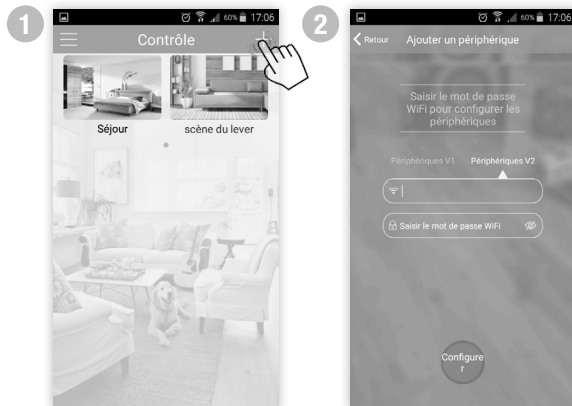 1
60% 17:06
Contrôle
Séjour
scène du lever
2
60% 17:06
Retour
Ajouter un périphérique
Saisir le mot de passe
WiFi pour configurer les
périphériques
Périphériques V1
Périphériques V2
Saisir le mot de passe WiFi
Configure
r